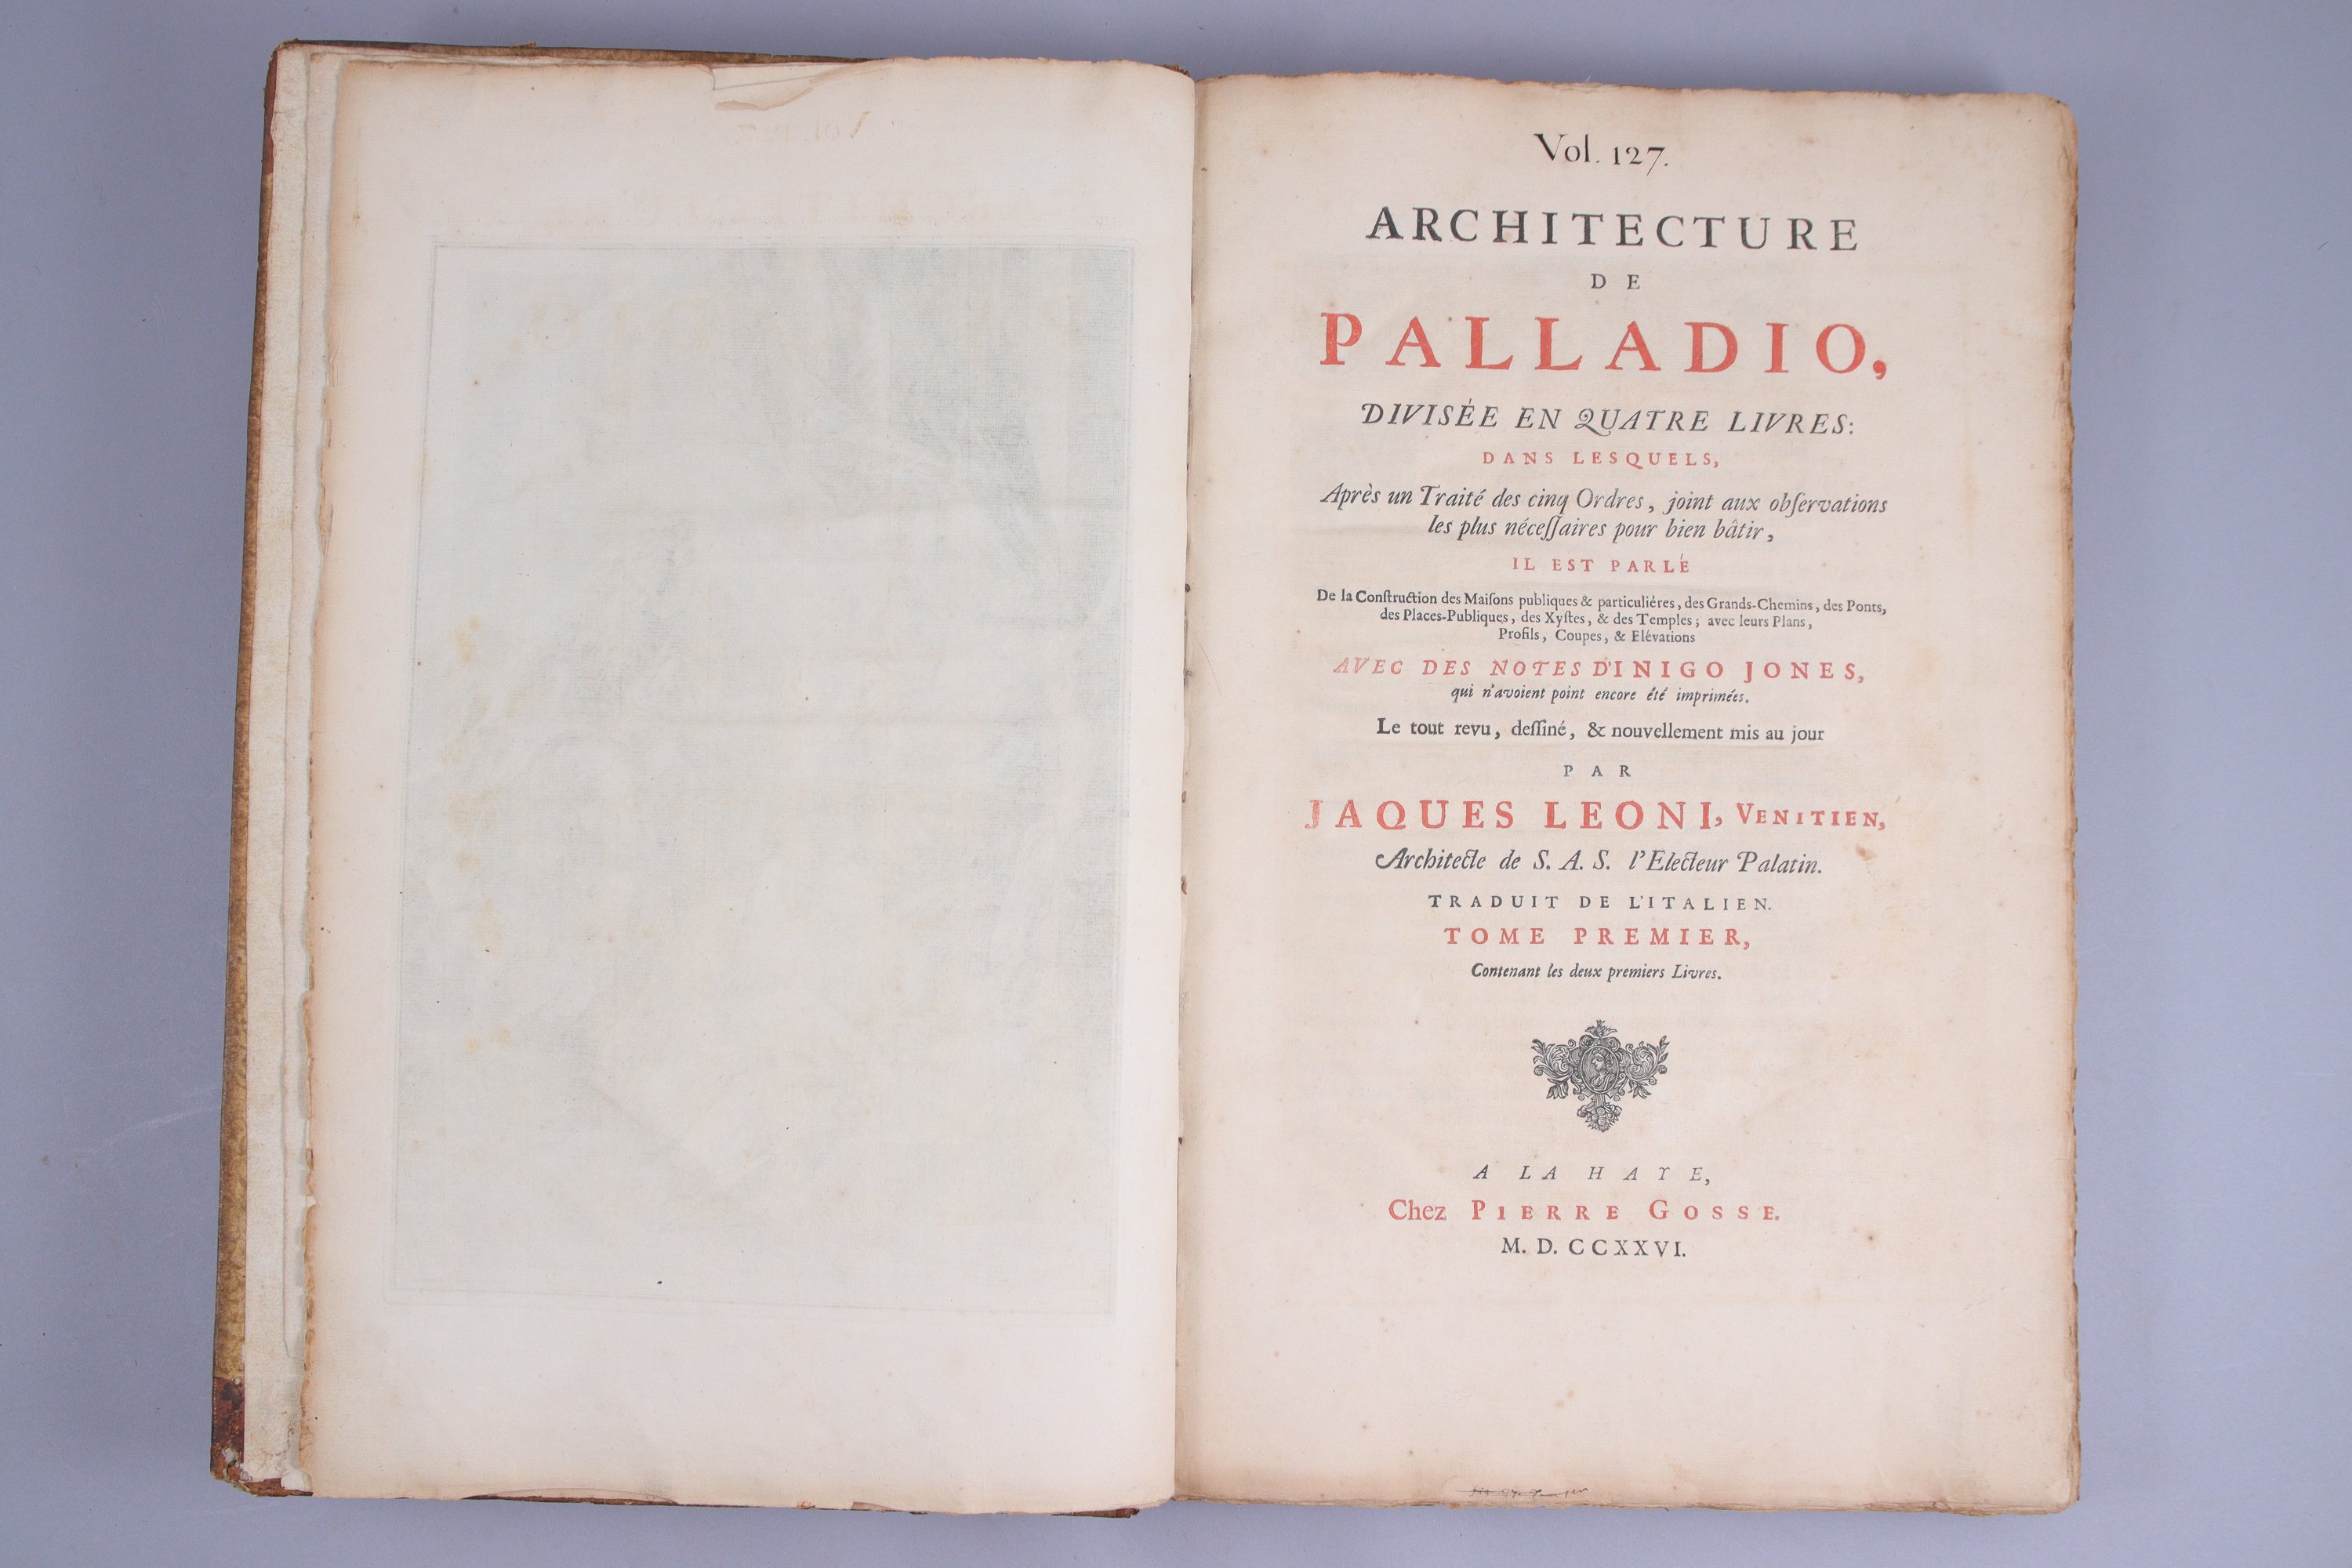 Vol. 127.
ARCHITECTURE
DE
PALLADIO,
DIVISÉE EN QUATRE LIVRES:
DANS LESQUELS,
Après un Traité des cinq Ordres, joint aux obſervations
les plus néceſſaires pour bien bâtir,
IL EST PARLÉ
De la Conſtruction des Maiſons publiques & particuliéres, des Grands-Chemins, des Ponts,
des Places-Publiques, des Xyſtes, & des Temples; avec leurs Plans,
Profils, Coupes, & Elévations
AVEC DES NOTES D'INIGO JONES,
qui n'avoient point encore été imprimées.
Le tout revu, deſſiné, & nouvellement mis au jour
PAR
JAQUES LEONI, VENITIEN,
Architecte de S. A. S. l'Electeur Palatin.
TRADUIT DE L'ITALIEN.
TOME PREMIER,
Contenant les deux premiers Livres.
A LA HAYE,
Chez PIERRE GOSSE.
M. D. CCXXVI.